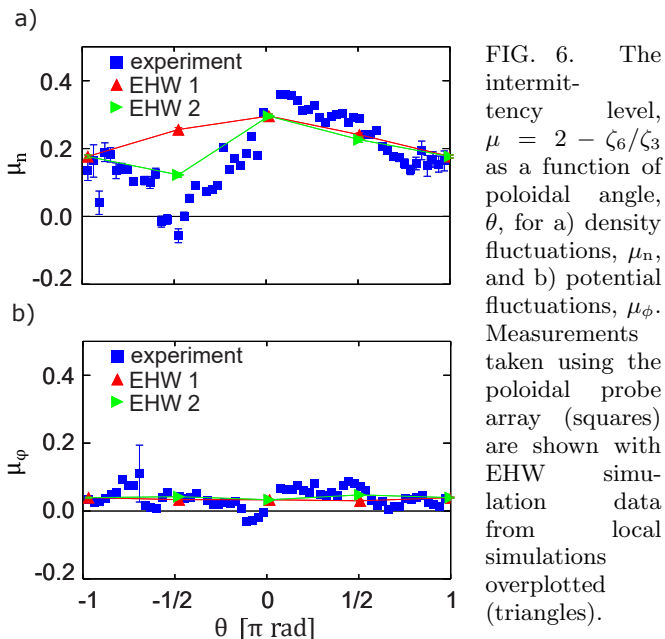 a)
experiment
EHW 1
EHW 2
0.4
0.2
0.0
-0.2
μn
b)
experiment
EHW 1
EHW 2
0.4
0.2
0.0
-0.2
μφ
-1 -1/2 0 1/2 1
θ [π rad]
FIG. 6. The
intermit-
tency level,
μ = 2 − ζ6/ζ3
as a function of
poloidal angle,
θ, for a) density
fluctuations, μn,
and b) potential
fluctuations, μϕ.
Measurements
taken using the
poloidal probe
array (squares)
are shown with
EHW simu-
lation data
from local
simulations
overplotted
(triangles).